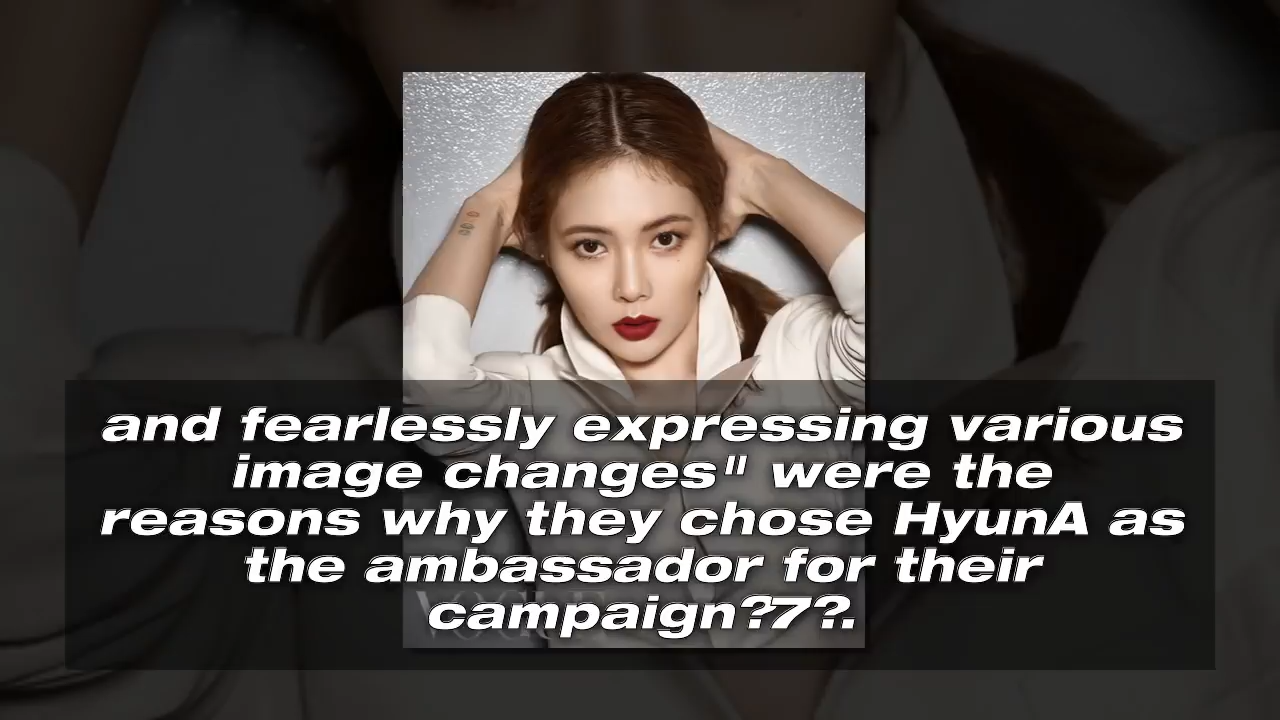 and fearlessly expressing various
image changes" were the
reasons why they chose HyunA as
the ambassador for their
campaign?7?.
VOGUE